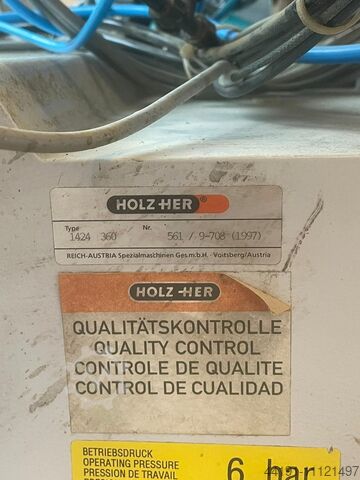 HOLZ-HER®
Type Nr.
1424 360 561 / 9-708 (1997)
REICH-AUSTRIA Spezialmaschinen Ges.m.b.H. · Voitsberg/Austria
HOLZ-HER
QUALITÄTSKONTROLLE
QUALITY CONTROL
CONTROLE DE QUALITE
CONTROL DE CUALIDAD
BETRIEBSDRUCK
OPERATING PRESSURE
PRESSION DE TRAVAIL
6 bar